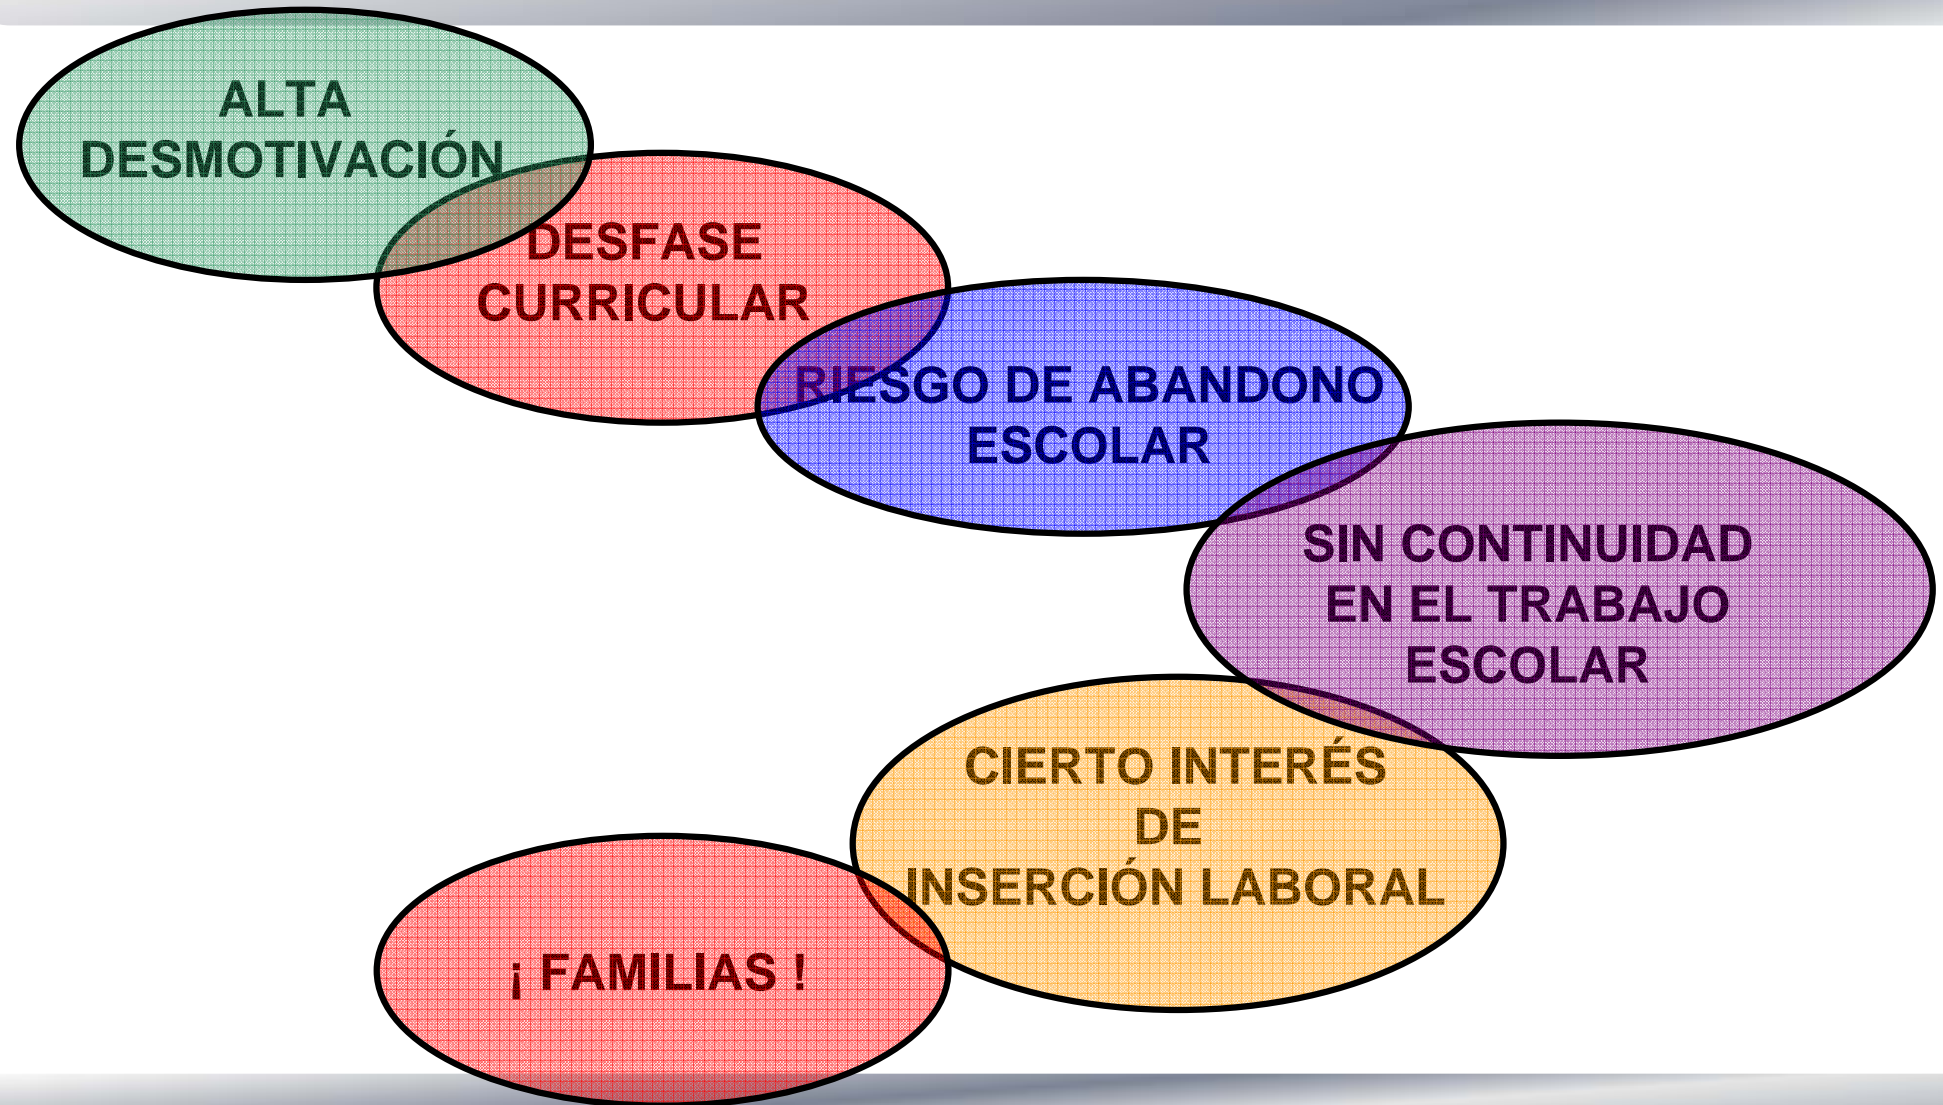 ALTA
DESMOTIVACIÓN
DESFASE
CURRICULAR
RIESGO DE ABANDONO
ESCOLAR
SIN CONTINUIDAD
EN EL TRABAJO
ESCOLAR
CIERTO INTERÉS
DE
INSERCIÓN LABORAL
¡ FAMILIAS !